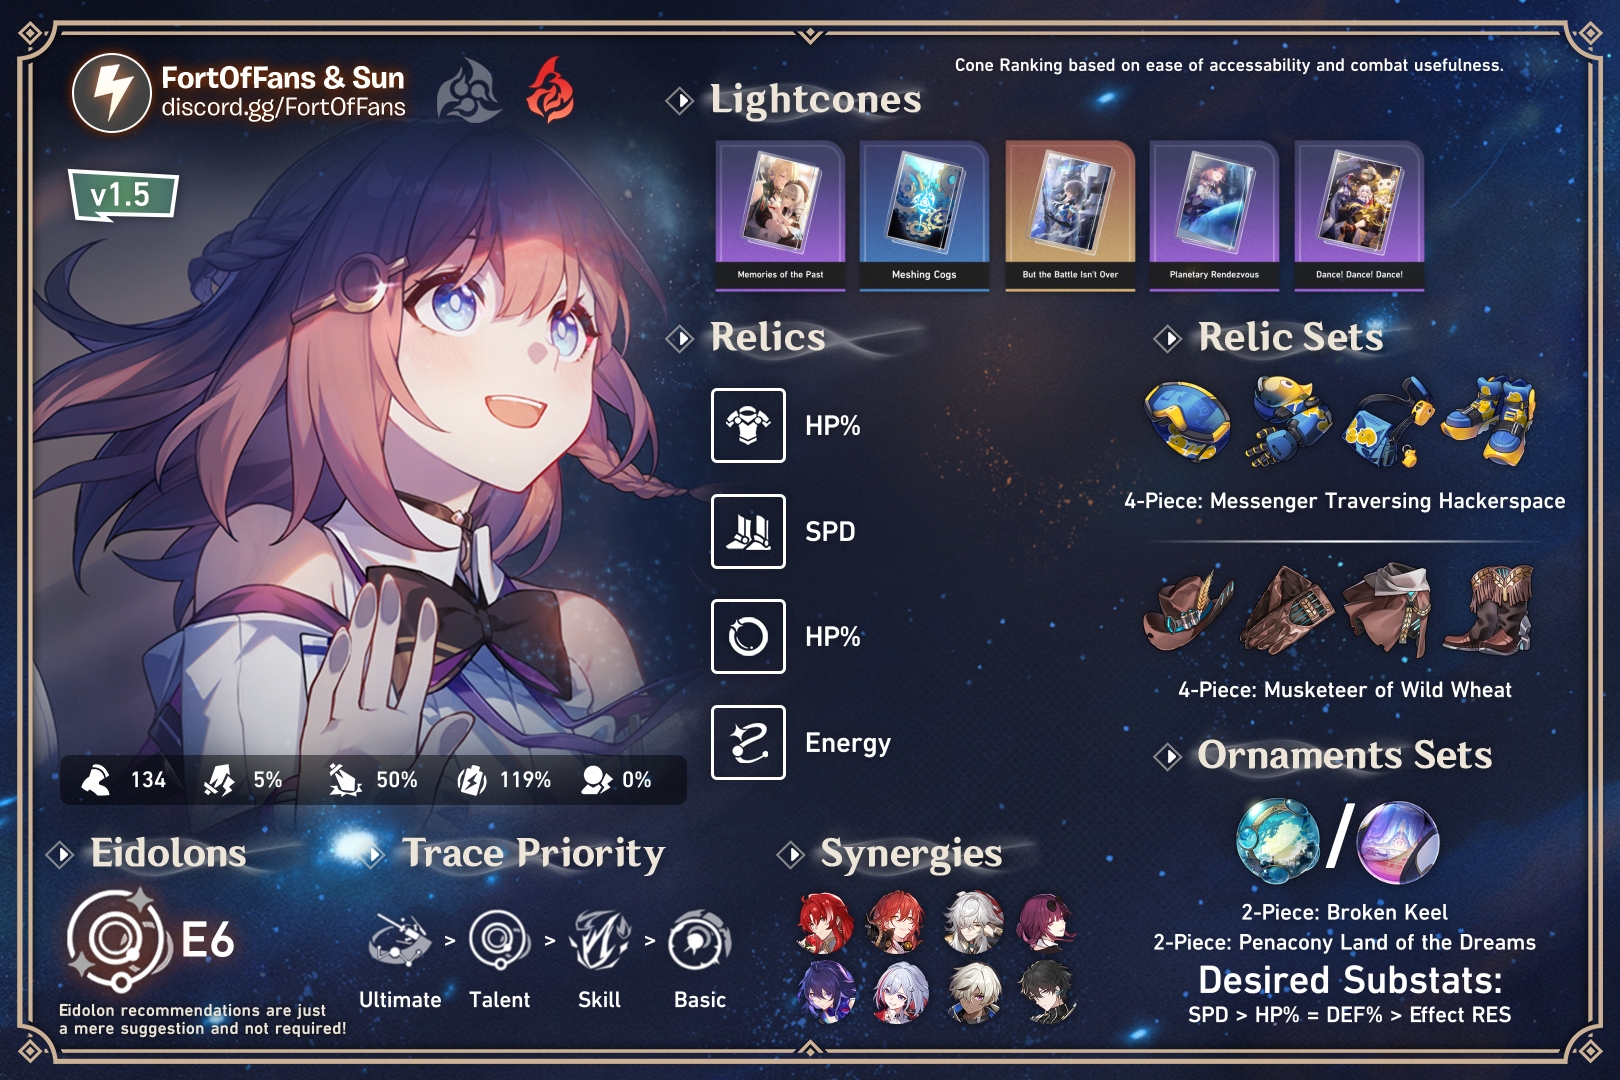 FortOfFans & Sun
discord.gg/FortOfFans
v1.5
Cone Ranking based on ease of accessability and combat usefulness.
Lightcones
Memories of the Past
Meshing Cogs
But the Battle Isn't Over
Planetary Rendezvous
Dance! Dance! Dance!
Relics
HP%
SPD
HP%
Energy
Relic Sets
4-Piece: Messenger Traversing Hackerspace
4-Piece: Musketeer of Wild Wheat
Ornaments Sets
/
2-Piece: Broken Keel
2-Piece: Penacony Land of the Dreams
Desired Substats:
SPD > HP% = DEF% > Effect RES
134 5% 50% 119% 0%
Eidolons
E6
Eidolon recommendations are just
a mere suggestion and not required!
Trace Priority
> > >
Ultimate Talent Skill Basic
Synergies